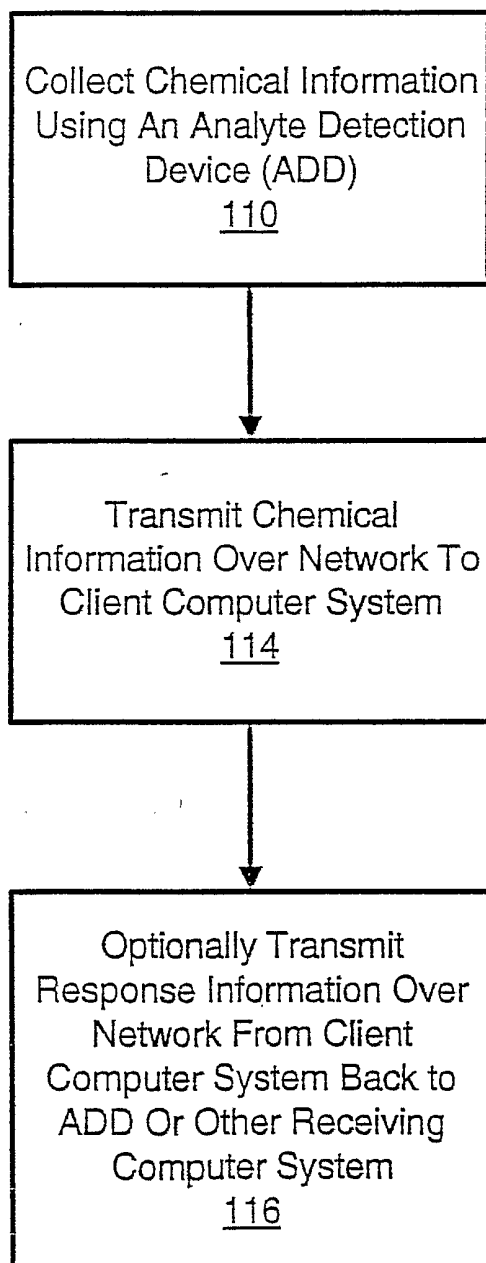 Collect Chemical Information
Using An Analyte Detection
Device (ADD)
110
Transmit Chemical
Information Over Network To
Client Computer System
114
Optionally Transmit
Response Information Over
Network From Client
Computer System Back to
ADD Or Other Receiving
Computer System
116